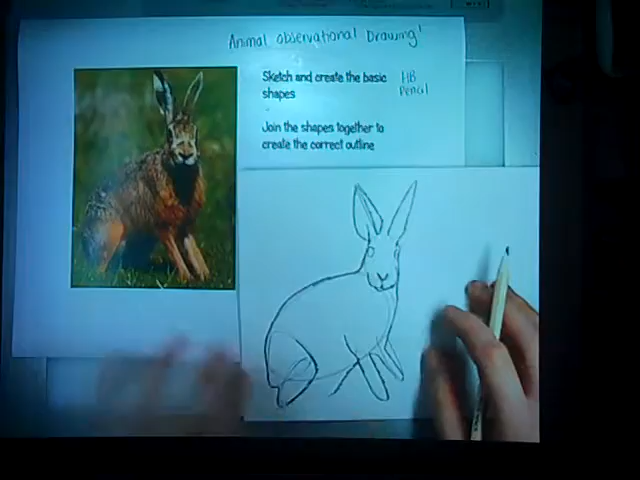 Animal observational Drawing!
Sketch and create the basic
shapes
HB
Pencil
Join the shapes together to
create the correct outline